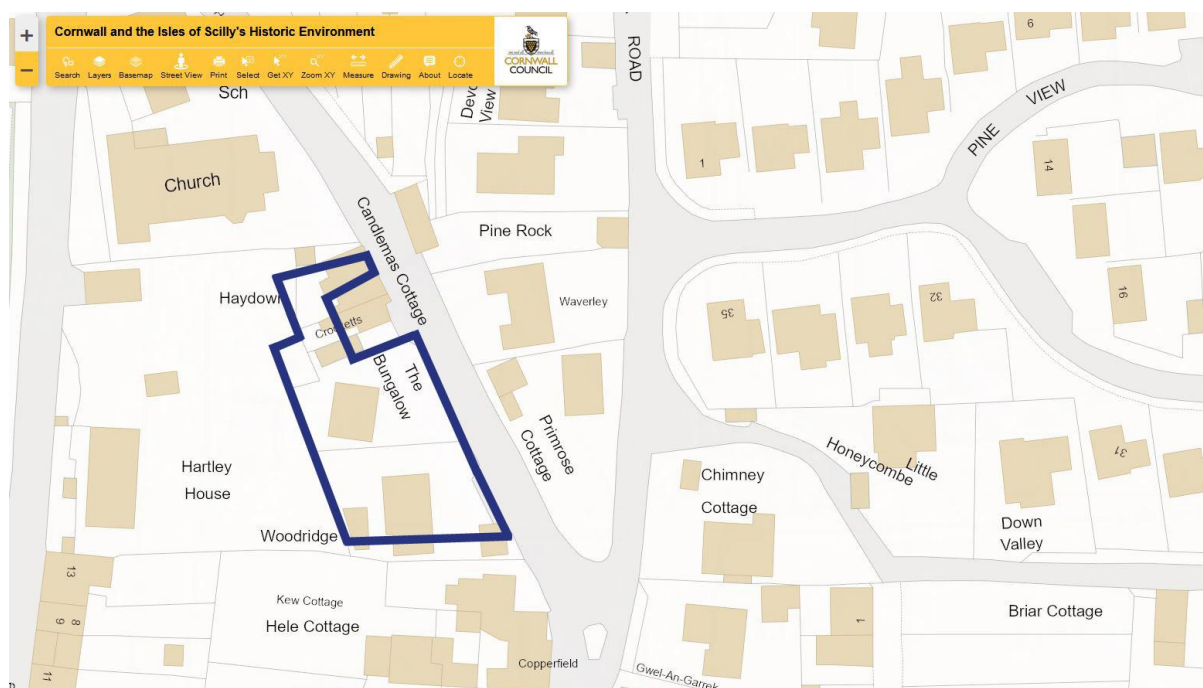 Cornwall and the Isles of Scilly's Historic Environment
Search Layers Basemap Street View Print Select Get XY Zoom XY Measure Drawing About Locate
CORNWALL
COUNCIL
+
−
ROAD
9
PINE VIEW
Sch
Devo
View
1
14
Church
Candlemas Cottage
Pine Rock
Haydown
Waverley
16
35
32
Crocketts
The
Bungalow
Primrose
Cottage
Little
Honeycombe
31
Hartley
House
Chimney
Cottage
Down
Valley
Woodridge
13
Kew Cottage
Hele Cottage
8
9
11
1
Briar Cottage
Copperfield
Gwel-An-Garrek